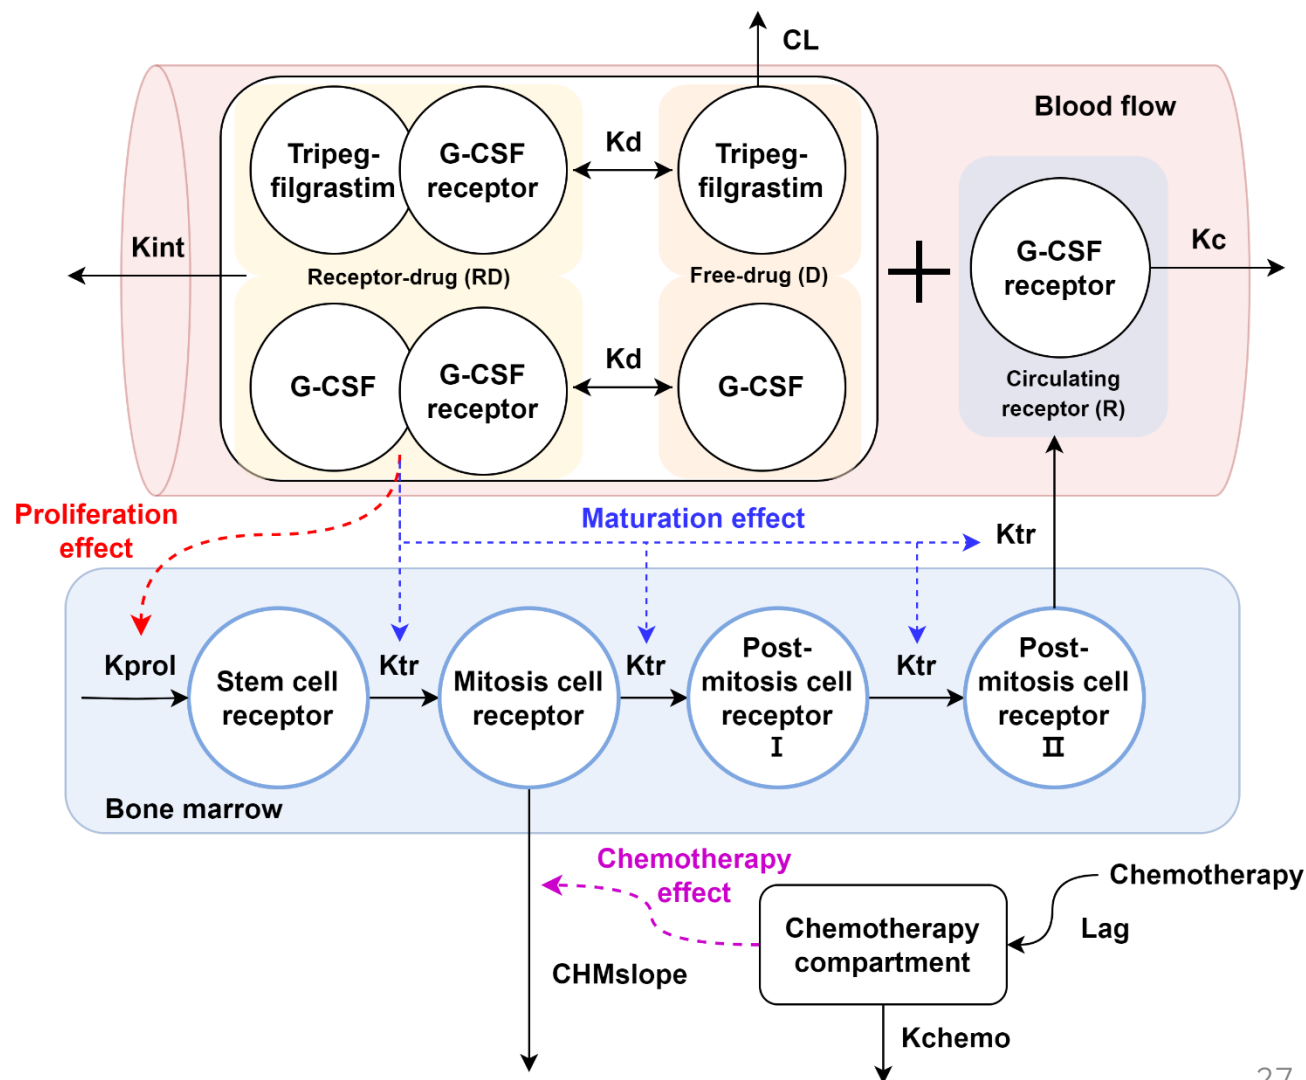 CL
Blood flow
Tripeg-
filgrastim
G-CSF
receptor
Kd
Tripeg-
filgrastim
Kint
Receptor-drug (RD)
Free-drug (D)
G-CSF
receptor
Kc
G-CSF
G-CSF
receptor
Kd
G-CSF
Circulating
receptor (R)
Proliferation
effect
Maturation effect
Ktr
Kprol
Stem cell
receptor
Ktr
Mitosis cell
receptor
Ktr
Post-
mitosis cell
receptor
I
Ktr
Post-
mitosis cell
receptor
II
Bone marrow
Chemotherapy
effect
Chemotherapy
Lag
Chemotherapy
compartment
CHMslope
Kchemo
27